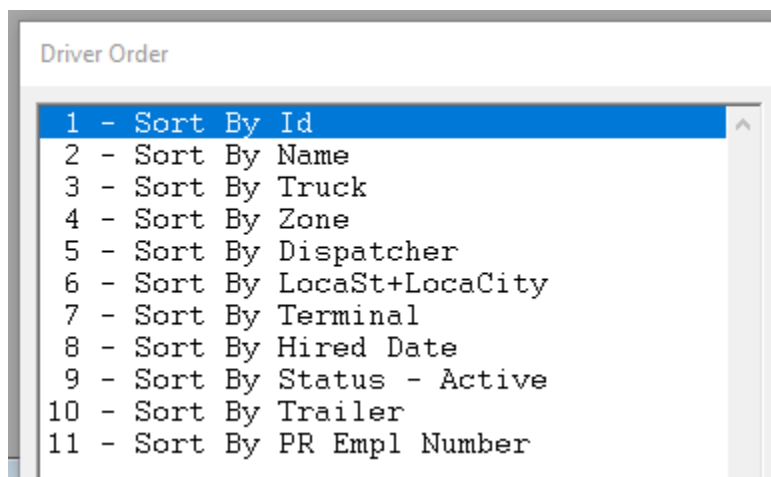 Driver Order
1 - Sort By Id
2 - Sort By Name
3 - Sort By Truck
4 - Sort By Zone
5 - Sort By Dispatcher
6 - Sort By LocaSt+LocaCity
7 - Sort By Terminal
8 - Sort By Hired Date
9 - Sort By Status - Active
10 - Sort By Trailer
11 - Sort By PR Empl Number